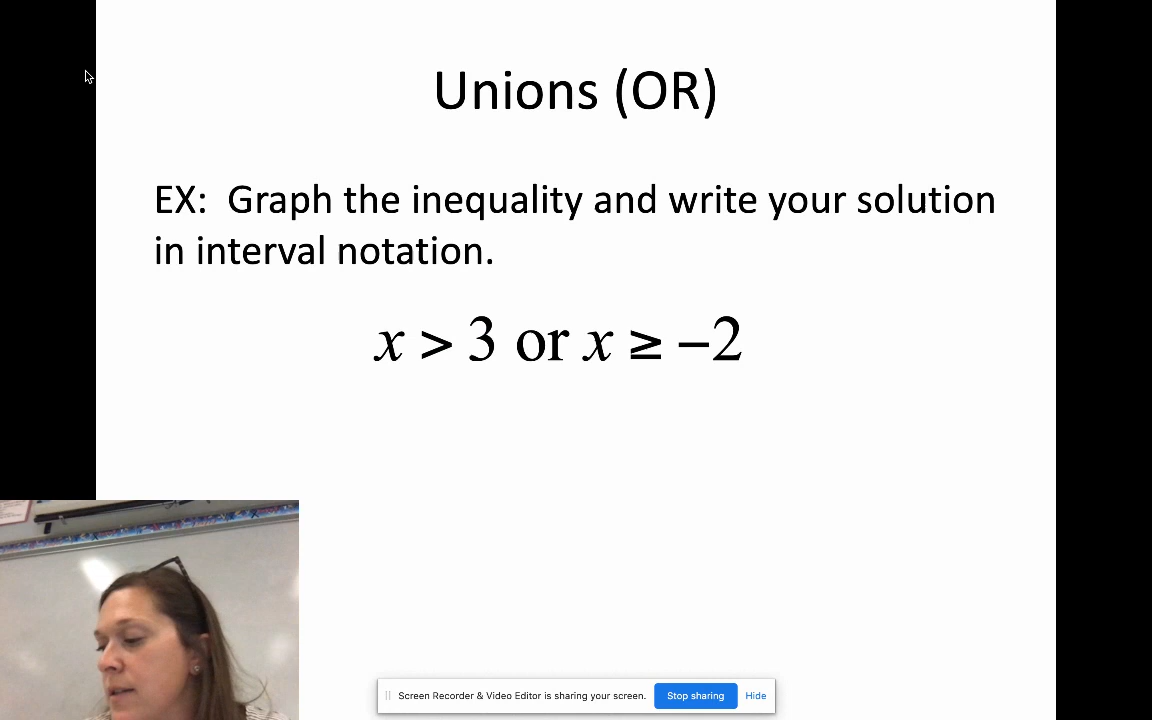 Unions (OR)
EX:  Graph the inequality and write your solution
in interval notation.
x > 3 or x ≥ −2
Screen Recorder & Video Editor is sharing your screen. Stop sharing Hide